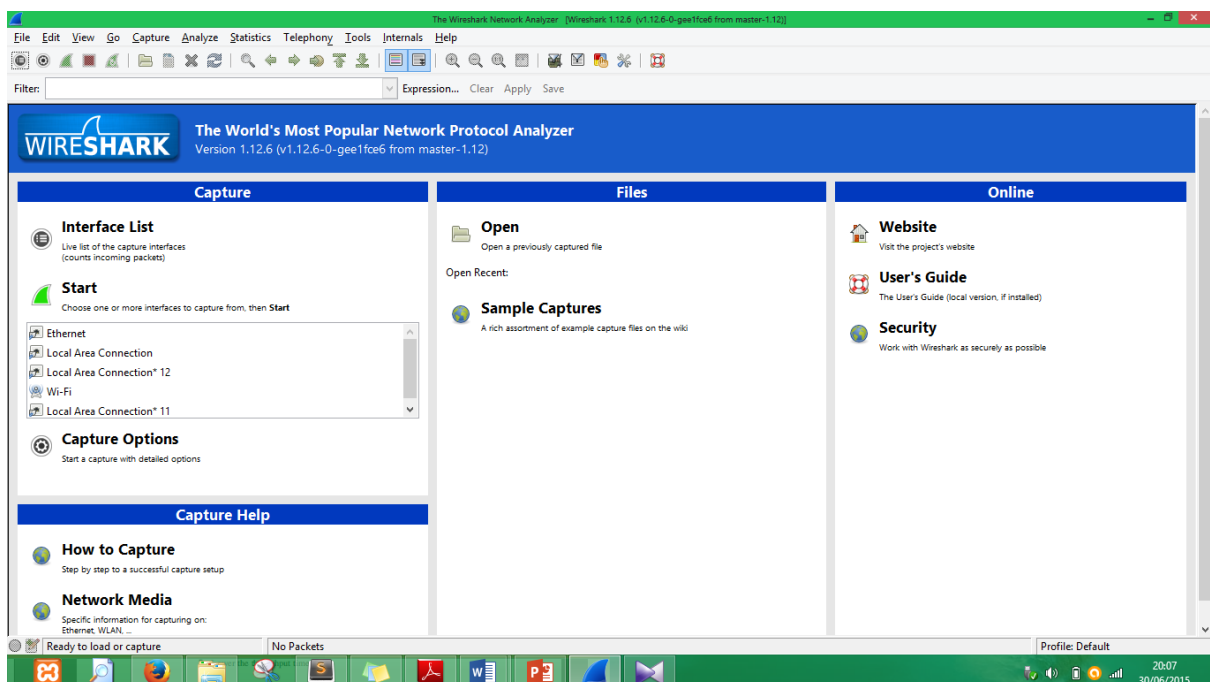 The Wireshark Network Analyzer [Wireshark 1.12.6 (v1.12.6-0-gee1fce6 from master-1.12)]
File Edit View Go Capture Analyze Statistics Telephony Tools Internals Help
Filter: Expression... Clear Apply Save
WIRESHARK
The World's Most Popular Network Protocol Analyzer
Version 1.12.6 (v1.12.6-0-gee1fce6 from master-1.12)
Capture
Interface List
Live list of the capture interfaces
(counts incoming packets)
Start
Choose one or more interfaces to capture from, then Start
Ethernet
Local Area Connection
Local Area Connection* 12
Wi-Fi
Local Area Connection* 11
Capture Options
Start a capture with detailed options
Capture Help
How to Capture
Step by step to a successful capture setup
Network Media
Specific information for capturing on:
Ethernet, WLAN, ...
Files
Open
Open a previously captured file
Open Recent:
Sample Captures
A rich assortment of example capture files on the wiki
Online
Website
Visit the project's website
User's Guide
The User's Guide (local version, if installed)
Security
Work with Wireshark as securely as possible
Ready to load or capture No Packets Profile: Default
20:07
30/06/2015